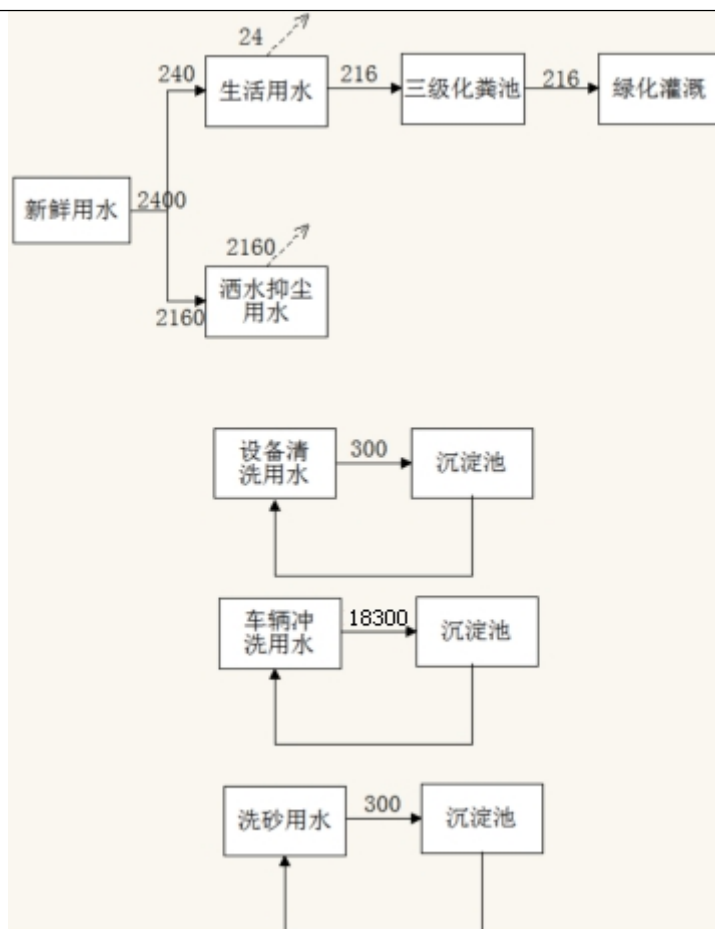 24
240
生活用水
216
三级化粪池
216
绿化灌溉
新鲜用水
2400
2160
洒水抑尘
用水
2160
设备清
洗用水
300
沉淀池
车辆冲
洗用水
18300
沉淀池
洗砂用水
300
沉淀池